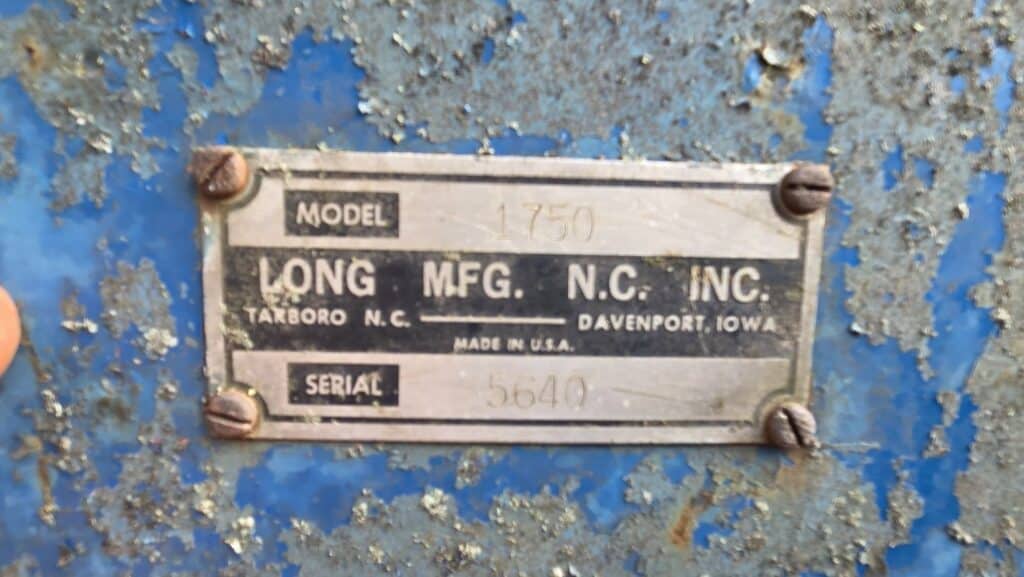 MODEL 1750
LONG MFG. N.C. INC.
TARBORO N.C. — DAVENPORT, IOWA
MADE IN U.S.A.
SERIAL 5640